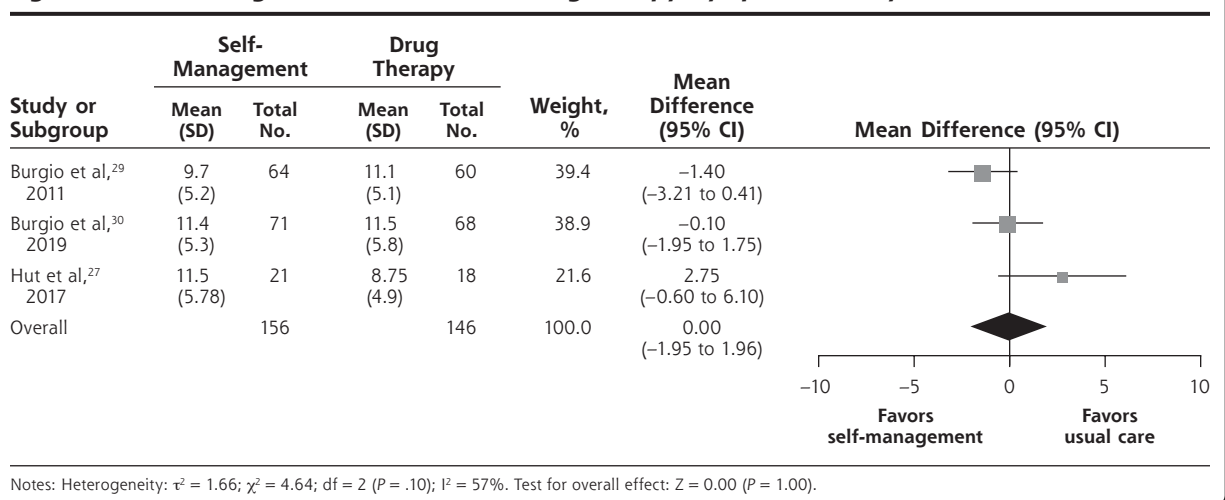 Self-
Management
Drug
Therapy
Study or
Subgroup
Mean
(SD)
Total
No.
Mean
(SD)
Total
No.
Weight,
%
Mean
Difference
(95% CI)
Mean Difference (95% CI)
Burgio et al,29
2011
9.7
(5.2)
64
11.1
(5.1)
60
39.4
–1.40
(–3.21 to 0.41)
Burgio et al,30
2019
11.4
(5.3)
71
11.5
(5.8)
68
38.9
–0.10
(–1.95 to 1.75)
Hut et al,27
2017
11.5
(5.78)
21
8.75
(4.9)
18
21.6
2.75
(–0.60 to 6.10)
Overall
156
146
100.0
0.00
(–1.95 to 1.96)
–10 –5 0 5 10
Favors
self-management
Favors
usual care
Notes: Heterogeneity: τ2 = 1.66; χ2 = 4.64; df = 2 (P = .10); I2 = 57%. Test for overall effect: Z = 0.00 (P = 1.00).